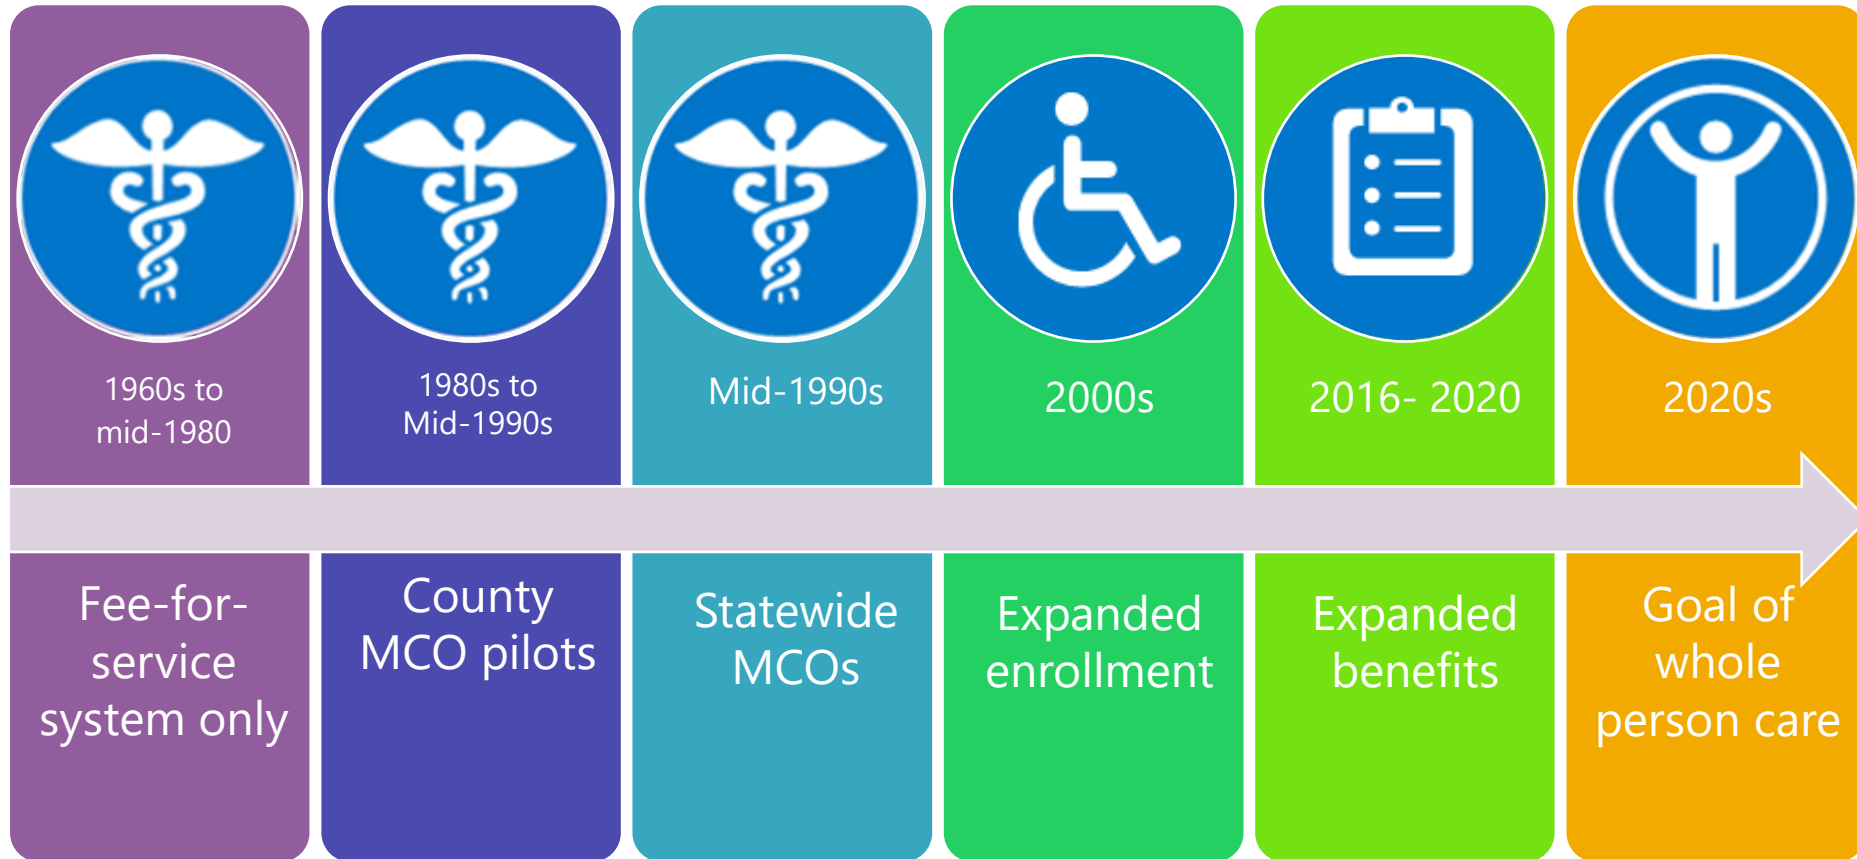 1960s to
mid-1980
Fee-for-
service
system only
1980s to
Mid-1990s
County
MCO pilots
Mid-1990s
Statewide
MCOs
2000s
Expanded
enrollment
2016- 2020
Expanded
benefits
2020s
Goal of
whole
person care